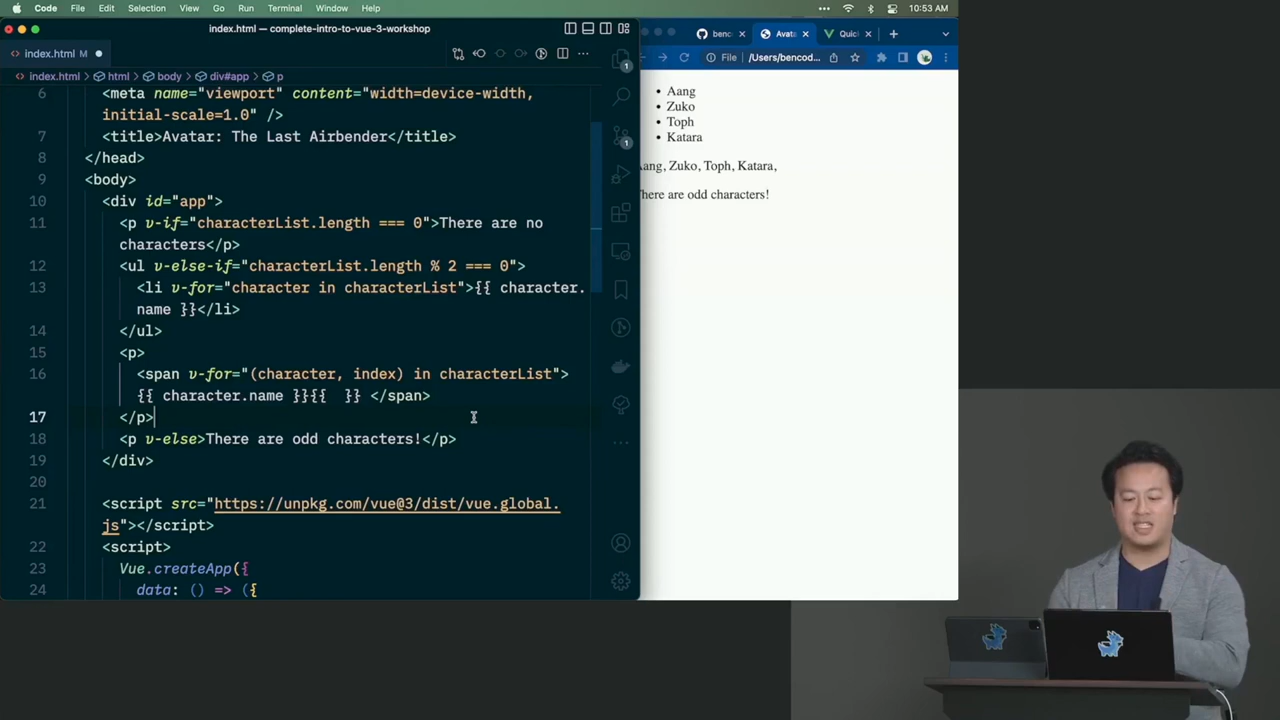 Code File Edit Selection View Go Run Terminal Window Help 10:53 AM
index.html — complete-intro-to-vue-3-workshop
index.html M
index.html > html > body > div#app > p
6 <meta name="viewport" content="width=device-width,
initial-scale=1.0" />
7 <title>Avatar: The Last Airbender</title>
8 </head>
9 <body>
10 <div id="app">
11 <p v-if="characterList.length === 0">There are no
characters</p>
12 <ul v-else-if="characterList.length % 2 === 0">
13 <li v-for="character in characterList">{{ character.
name }}</li>
14 </ul>
15 <p>
16 <span v-for="(character, index) in characterList">
{{ character.name }}{{  }} </span>
17 </p>
18 <p v-else>There are odd characters!</p>
19 </div>
20
21 <script src="https://unpkg.com/vue@3/dist/vue.global.
js"></script>
22 <script>
23 Vue.createApp({
24 data: () => ({
1
1
benc Avata Quic
File /Users/bencod...
• Aang
• Zuko
• Toph
• Katara
Aang, Zuko, Toph, Katara,
There are odd characters!